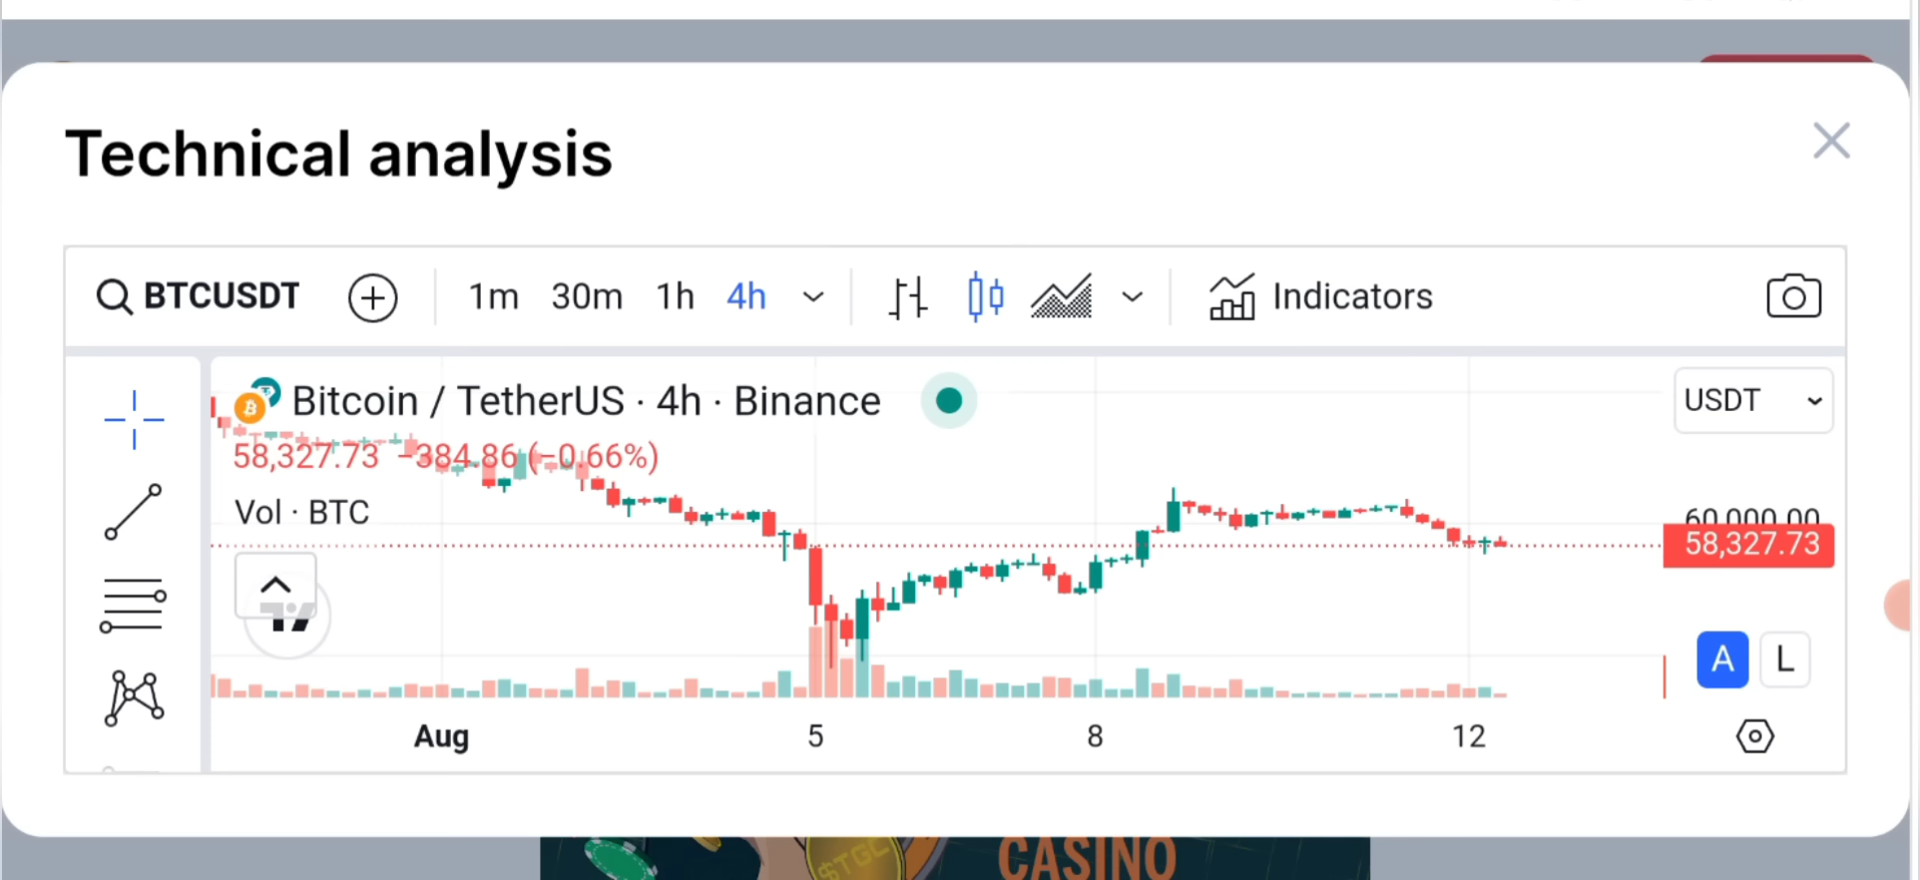 Technical analysis
BTCUSDT 1m 30m 1h 4h Indicators
Bitcoin / TetherUS · 4h · Binance USDT
58,327.73 −384.86 (−0.66%)
Vol · BTC
60,000.00
58,327.73
A L
Aug 5 8 12
$TGC CASINO